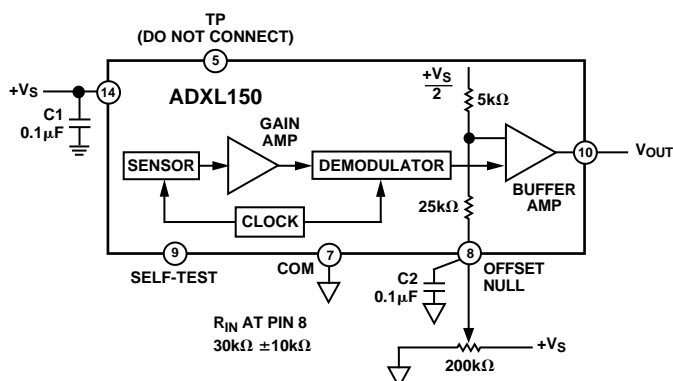 TP
(DO NOT CONNECT)
5
+VS
14
ADXL150
+VS
2
5kΩ
C1
0.1µF
GAIN
AMP
SENSOR
DEMODULATOR
10
VOUT
BUFFER
AMP
CLOCK
25kΩ
9
7
8
SELF-TEST
COM
OFFSET
NULL
C2
0.1µF
RIN AT PIN 8
30kΩ ±10kΩ
+VS
200kΩ